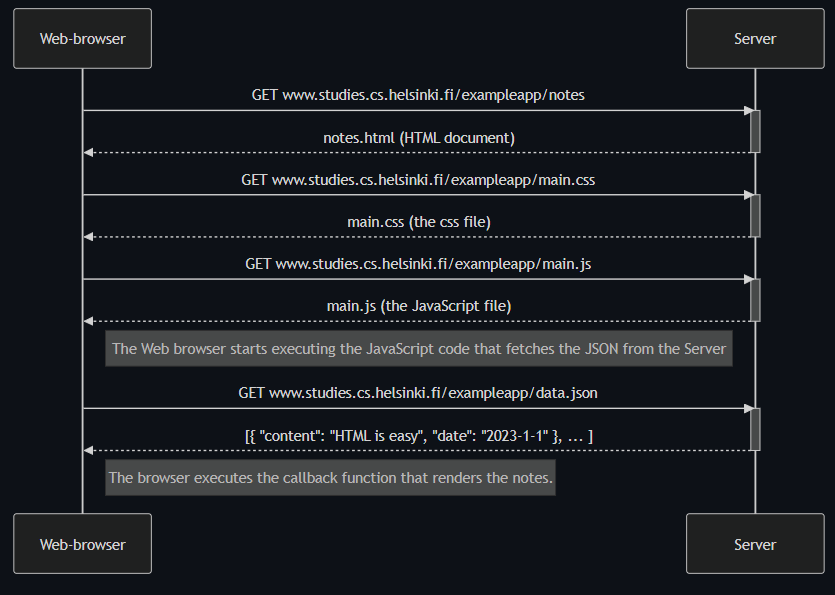 Web-browser
Server
GET www.studies.cs.helsinki.fi/exampleapp/notes
notes.html (HTML document)
GET www.studies.cs.helsinki.fi/exampleapp/main.css
main.css (the css file)
GET www.studies.cs.helsinki.fi/exampleapp/main.js
main.js (the JavaScript file)
The Web browser starts executing the JavaScript code that fetches the JSON from the Server
GET www.studies.cs.helsinki.fi/exampleapp/data.json
[{ "content": "HTML is easy", "date": "2023-1-1" }, ... ]
The browser executes the callback function that renders the notes.
Web-browser
Server